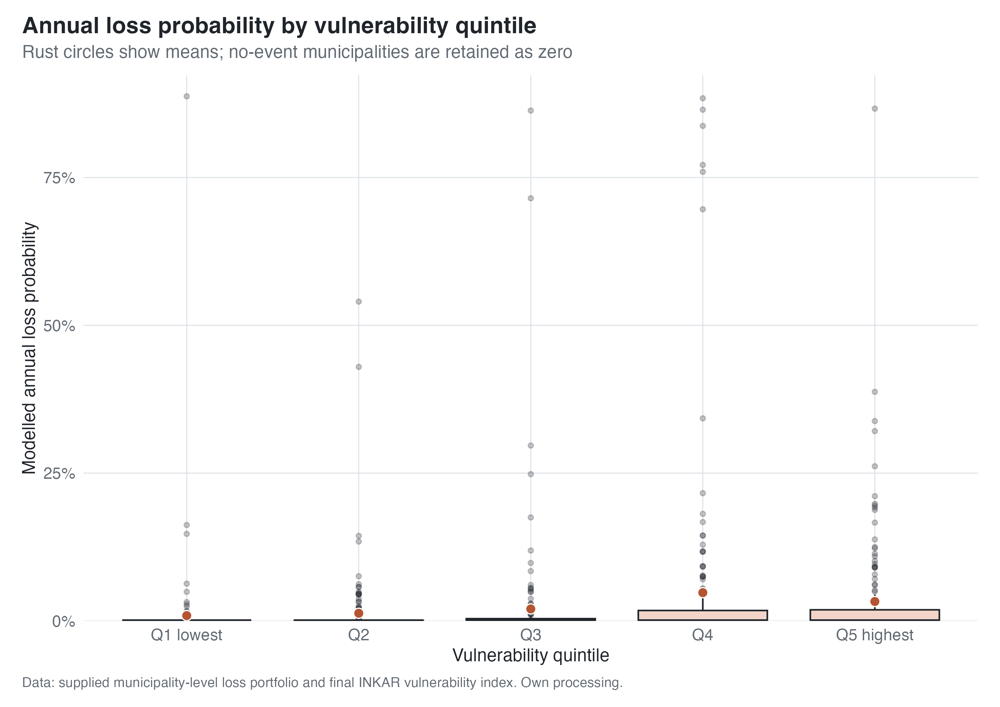 Annual loss probability by vulnerability quintile
Rust circles show means; no-event municipalities are retained as zero
Modelled annual loss probability
75%
50%
25%
0%
Q1 lowest
Q2
Q3
Q4
Q5 highest
Vulnerability quintile
Data: supplied municipality-level loss portfolio and final INKAR vulnerability index. Own processing.